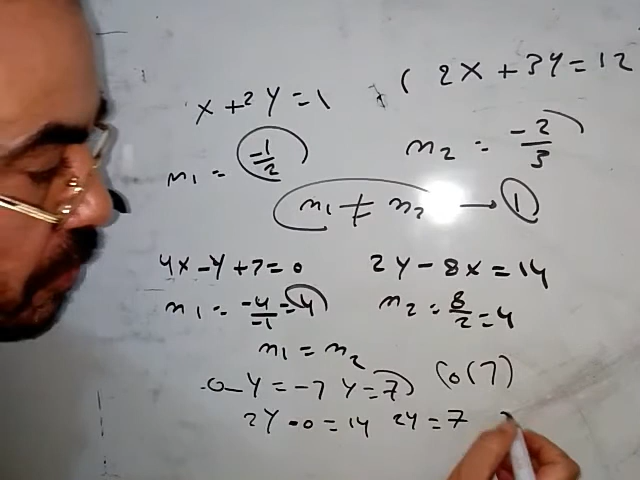 x + 2y = 1 ( 2x + 3y = 12
m1 = -1/2 m2 = -2/3
m1 ≠ m2 → 1
4x - y + 7 = 0 2y - 8x = 14
m1 = -4/-1 = 4 m2 = 8/2 = 4
m1 = m2
0 - y = -7 y = 7 (0(7)
2y - 0 = 14 2y = 7